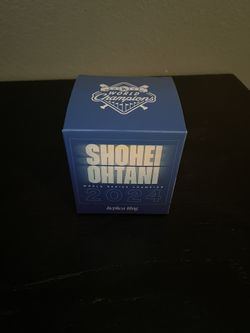 WORLD
Champions
SHOHEI
OHTANI
WORLD SERIES CHAMPION
2024
Replica Ring